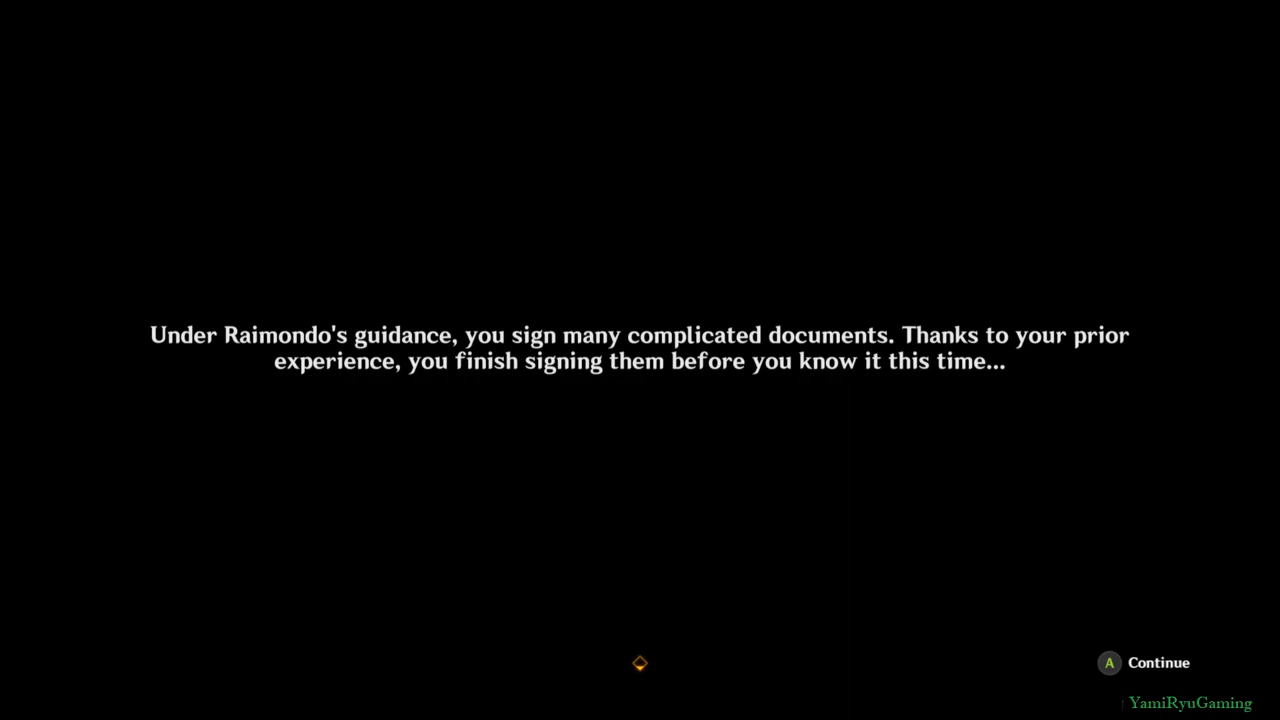 Under Raimondo's guidance, you sign many complicated documents. Thanks to your prior
experience, you finish signing them before you know it this time...
A Continue
YamiRyuGaming